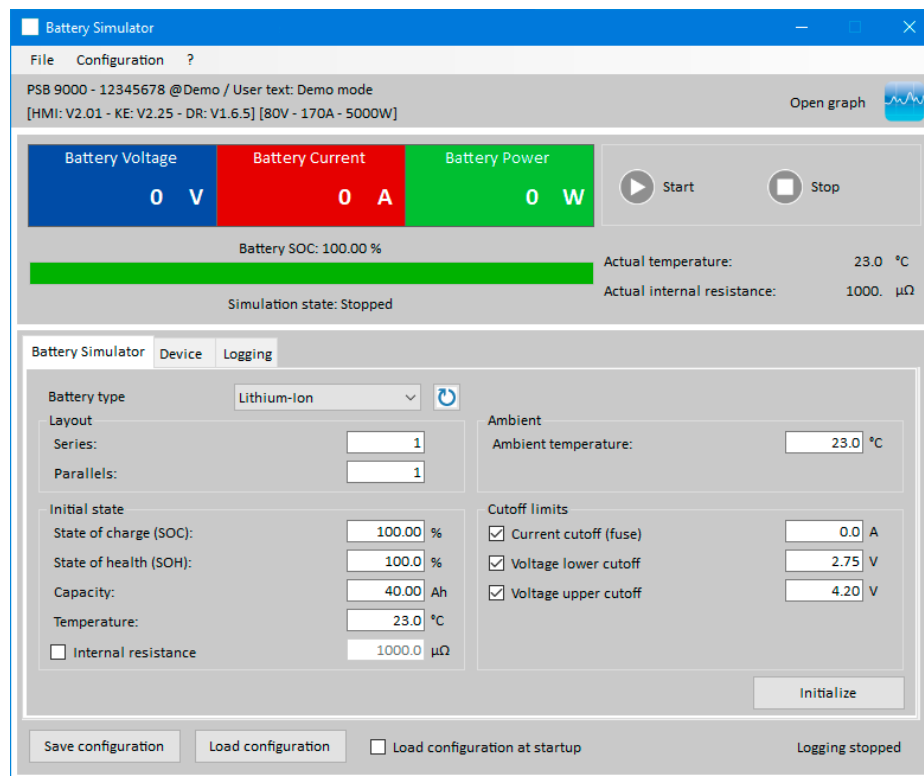 Battery Simulator
File Configuration ?
PSB 9000 - 12345678 @Demo / User text: Demo mode
[HMI: V2.01 - KE: V2.25 - DR: V1.6.5] [80V - 170A - 5000W]
Open graph
Battery Voltage
0 V
Battery Current
0 A
Battery Power
0 W
Start
Stop
Battery SOC: 100.00 %
Simulation state: Stopped
Actual temperature: 23.0 °C
Actual internal resistance: 1000. µΩ
Battery Simulator Device Logging
Battery type Lithium-Ion
Layout
Series: 1
Parallels: 1
Ambient
Ambient temperature: 23.0 °C
Initial state
State of charge (SOC): 100.00 %
State of health (SOH): 100.0 %
Capacity: 40.00 Ah
Temperature: 23.0 °C
Internal resistance 1000.0 µΩ
Cutoff limits
Current cutoff (fuse) 0.0 A
Voltage lower cutoff 2.75 V
Voltage upper cutoff 4.20 V
Initialize
Save configuration Load configuration Load configuration at startup Logging stopped